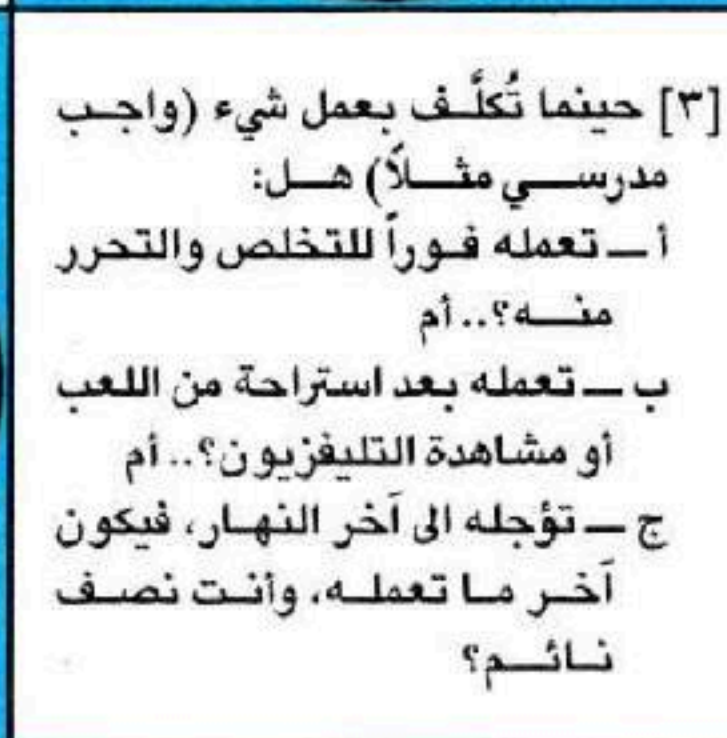 [٣] حينما تُكلَّف بعمل شيء (واجب
مدرسي مثلاً) هل:
أ ــ تعمله فوراً للتخلص والتحرر
منه؟.. أم
ب ــ تعمله بعد استراحة من اللعب
أو مشاهدة التليفزيون؟.. أم
ج ــ تؤجله الى آخر النهار، فيكون
آخر ما تعمله، وأنت نصف
نائم؟